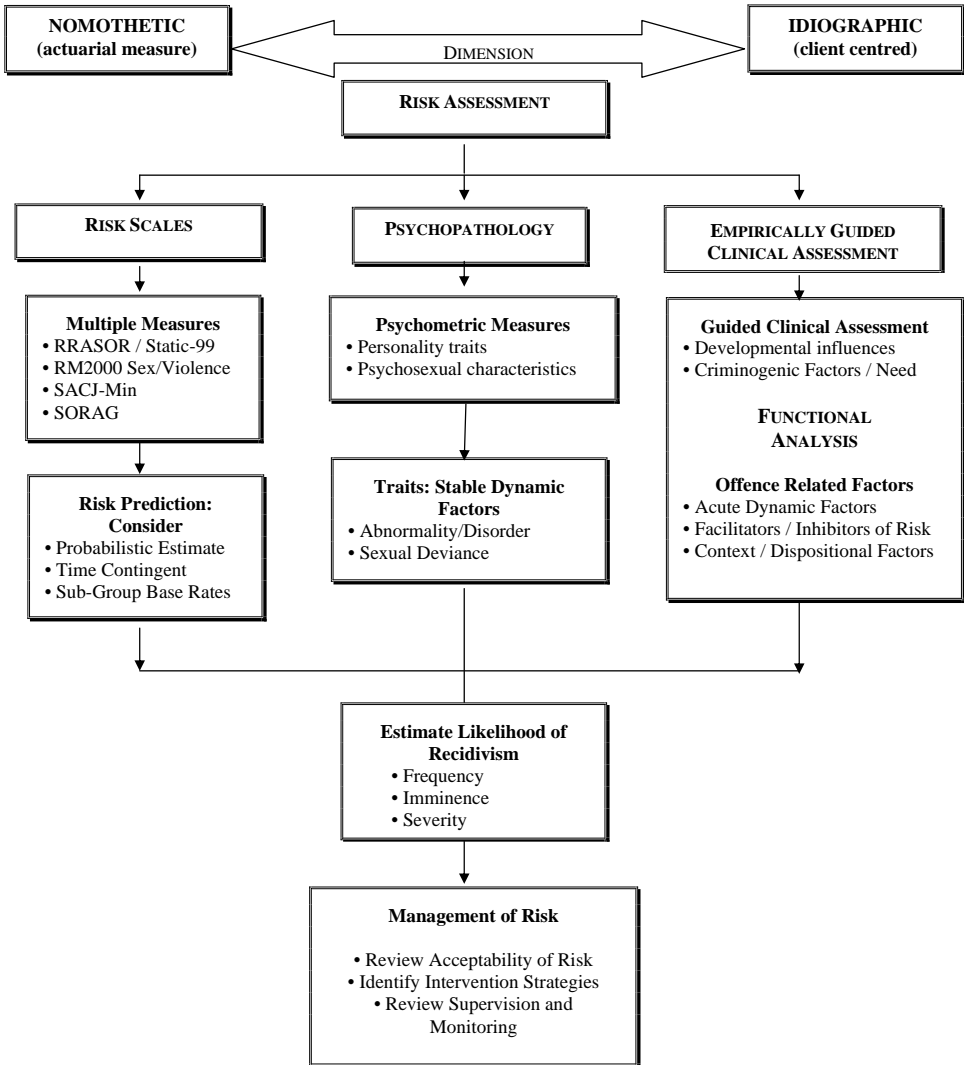 NOMOTHETIC
(actuarial measure)
DIMENSION
IDIOGRAPHIC
(client centred)
RISK ASSESSMENT
RISK SCALES
PSYCHOPATHOLOGY
EMPIRICALLY GUIDED
CLINICAL ASSESSMENT
Multiple Measures
• RRASOR / Static-99
• RM2000 Sex/Violence
• SACJ-Min
• SORAG
Psychometric Measures
• Personality traits
• Psychosexual characteristics
Guided Clinical Assessment
• Developmental influences
• Criminogenic Factors / Need
FUNCTIONAL
ANALYSIS
Offence Related Factors
• Acute Dynamic Factors
• Facilitators / Inhibitors of Risk
• Context / Dispositional Factors
Risk Prediction:
Consider
• Probabilistic Estimate
• Time Contingent
• Sub-Group Base Rates
Traits: Stable Dynamic
Factors
• Abnormality/Disorder
• Sexual Deviance
Estimate Likelihood of
Recidivism
• Frequency
• Imminence
• Severity
Management of Risk
• Review Acceptability of Risk
• Identify Intervention Strategies
• Review Supervision and
Monitoring